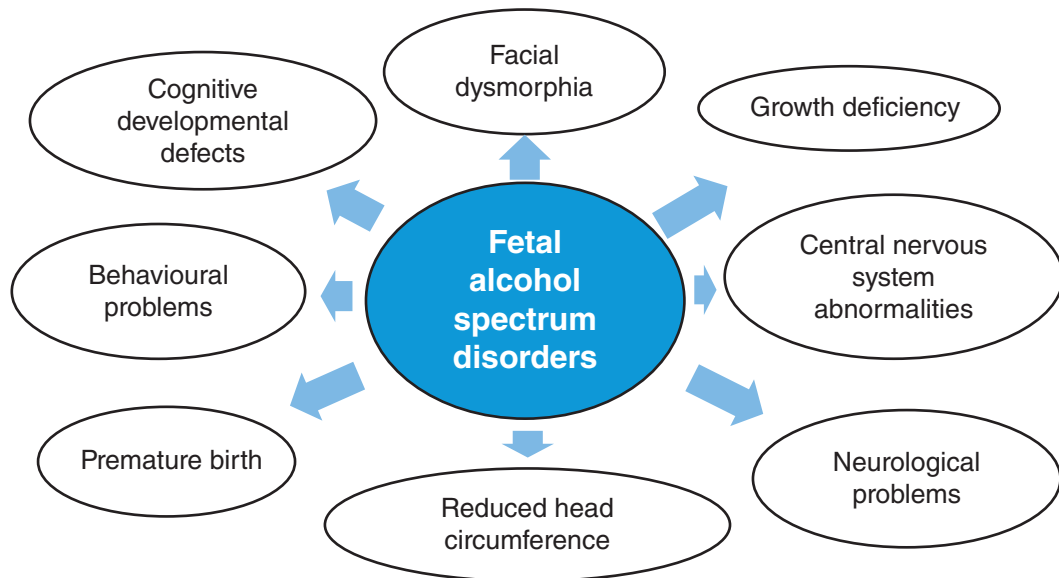 Facial
dysmorphia
Cognitive
developmental
defects
Growth deficiency
Fetal
alcohol
spectrum
disorders
Behavioural
problems
Central nervous
system
abnormalities
Premature birth
Reduced head
circumference
Neurological
problems